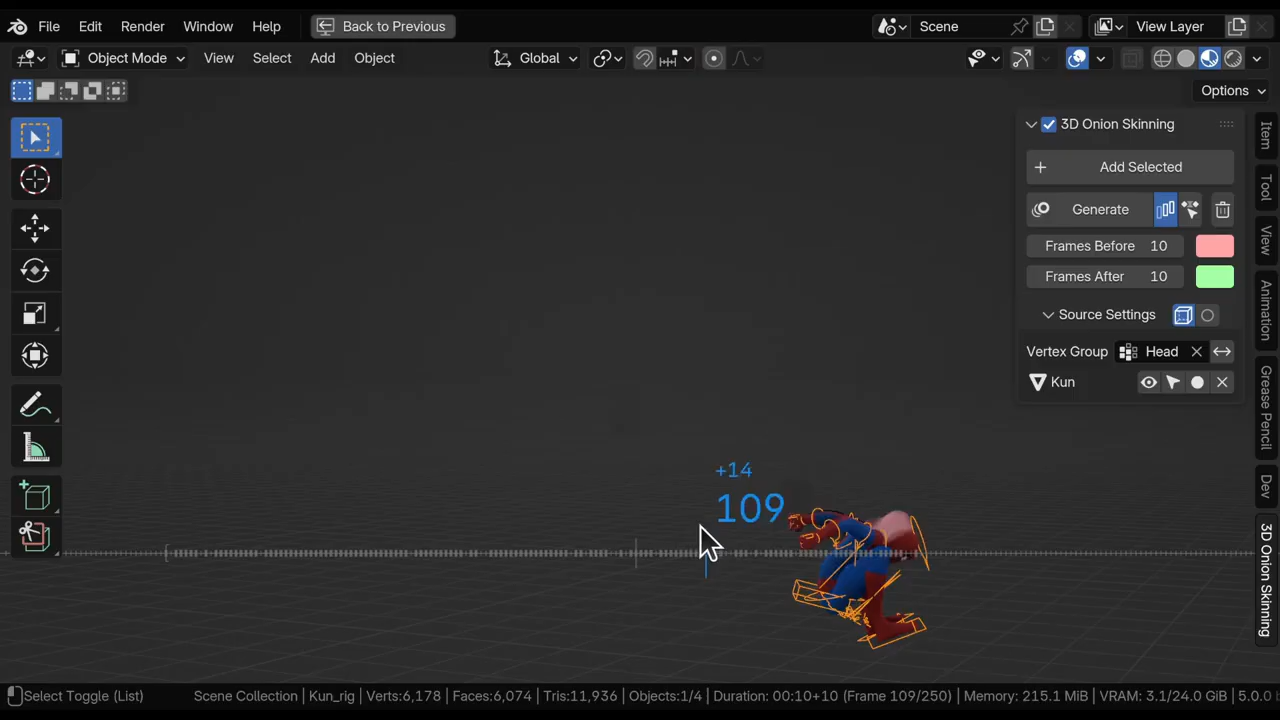 File Edit Render Window Help Back to Previous Scene View Layer
Object Mode View Select Add Object Global
Options
3D Onion Skinning
Add Selected
Generate
Frames Before 10
Frames After 10
Source Settings
Vertex Group Head
Kun
Item
Tool
View
Animation
Grease Pencil
Dev
3D Onion Skinning
+14
109
Select Toggle (List) Scene Collection | Kun_rig | Verts:6,178 | Faces:6,074 | Tris:11,936 | Objects:1/4 | Duration: 00:10+10 (Frame 109/250) | Memory: 215.1 MiB | VRAM: 3.1/24.0 GiB | 5.0.0